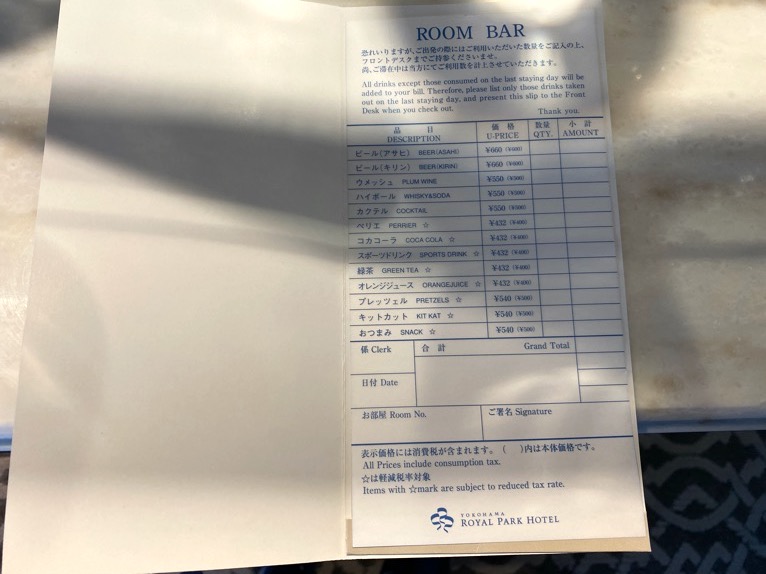 ROOM BAR
恐れいりますが、ご出発の際にはご利用いただいた数量をご記入の上、
フロントデスクまでご持参くださいませ。
尚、ご滞在中は当方にてご利用数を計上させていただきます。
All drinks except those consumed on the last staying day will be
added to your bill. Therefore, please list only those drinks taken
out on the last staying day, and present this slip to the Front
Desk when you check out.
Thank you.
品 目 価 格 数量 小 計
DESCRIPTION U-PRICE QTY. AMOUNT
ビール(アサヒ) BEER(ASAHI) ¥660 (¥600)
ビール(キリン) BEER(KIRIN) ¥660 (¥600)
ウメッシュ PLUM WINE ¥550 (¥500)
ハイボール WHISKY&SODA ¥550 (¥500)
カクテル COCKTAIL ¥550 (¥500)
ペリエ PERRIER ☆ ¥432 (¥400)
コカコーラ COCA COLA ☆ ¥432 (¥400)
スポーツドリンク SPORTS DRINK ☆ ¥432 (¥400)
緑茶 GREEN TEA ☆ ¥432 (¥400)
オレンジジュース ORANGEJUICE ☆ ¥432 (¥400)
プレッツェル PRETZELS ☆ ¥540 (¥500)
キットカット KIT KAT ☆ ¥540 (¥500)
おつまみ SNACK ☆ ¥540 (¥500)
係 Clerk 合 計 Grand Total
日付 Date
お部屋 Room No. ご署名 Signature
表示価格には消費税が含まれます。( )内は本体価格です。
All Prices include consumption tax.
☆は軽減税率対象
Items with ☆mark are subject to reduced tax rate.
YOKOHAMA
ROYAL PARK HOTEL